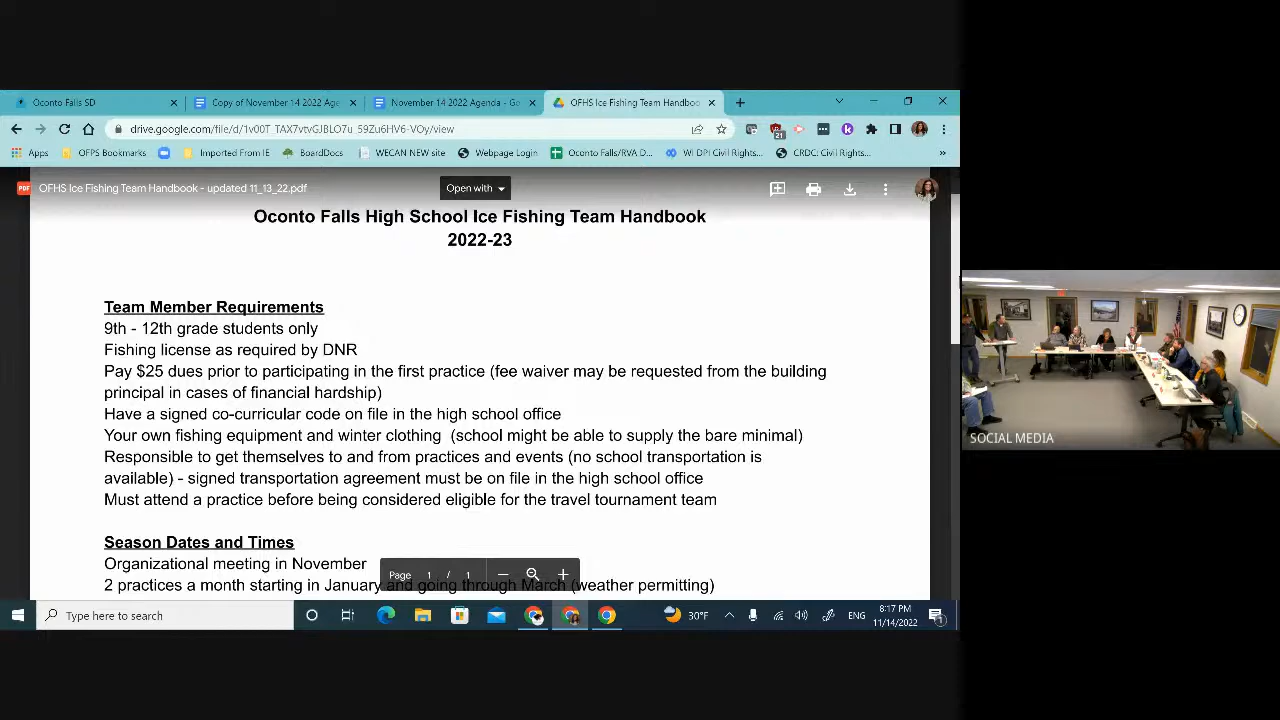 Oconto Falls SD
Copy of November 14 2022 Age
November 14 2022 Agenda - Go
OFHS Ice Fishing Team Handboo
drive.google.com/file/d/1v00T_TAX7vtvGJBLO7u_59Zu6HV6-VOy/view
21
Apps
OFPS Bookmarks
Imported From IE
BoardDocs
WECAN NEW site
Webpage Login
Oconto Falls/RVA D...
Wi DPI Civil Rights...
CRDC: Civil Rights...
»
PDF
OFHS Ice Fishing Team Handbook - updated 11_13_22.pdf
Open with
Oconto Falls High School Ice Fishing Team Handbook
2022-23
Team Member Requirements
9th - 12th grade students only
Fishing license as required by DNR
Pay $25 dues prior to participating in the first practice (fee waiver may be requested from the building
principal in cases of financial hardship)
Have a signed co-curricular code on file in the high school office
Your own fishing equipment and winter clothing (school might be able to supply the bare minimal)
Responsible to get themselves to and from practices and events (no school transportation is
available) - signed transportation agreement must be on file in the high school office
Must attend a practice before being considered eligible for the travel tournament team
Season Dates and Times
Organizational meeting in November
2 practices a month starting in January and going through March (weather permitting)
Page 1 / 1
Type here to search
30°F
ENG
8:17 PM
11/14/2022
1
SOCIAL MEDIA